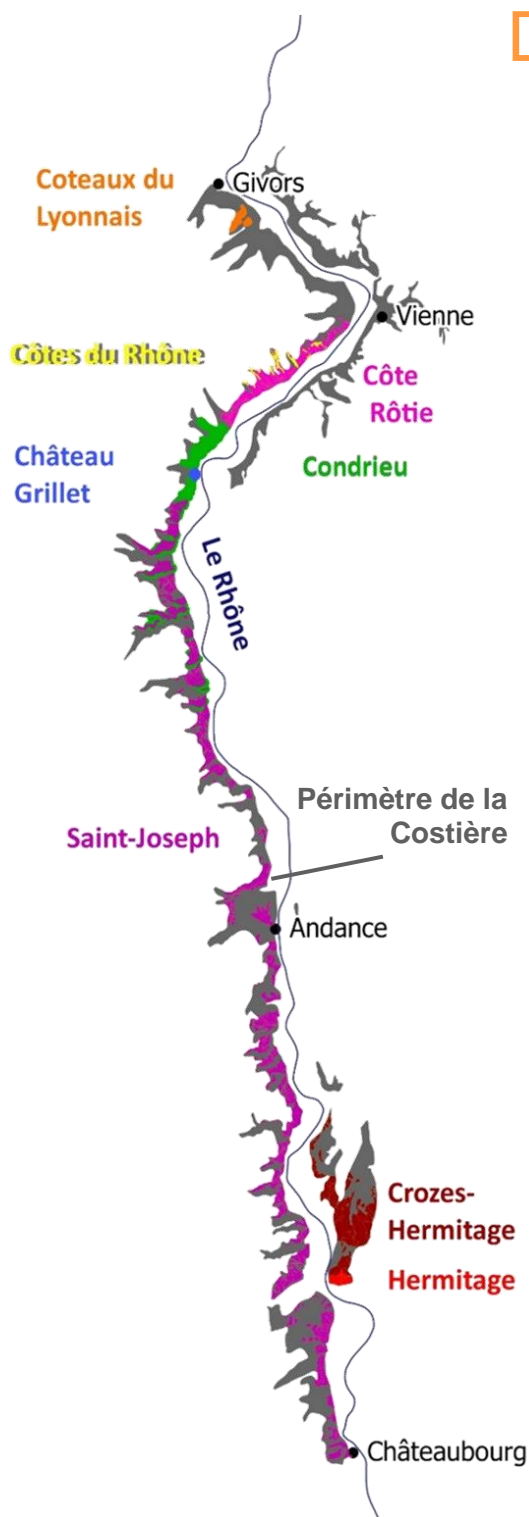 Coteaux du
Lyonnais
Givors
Vienne
Côtes du Rhône
Côte
Rôtie
Château
Grillet
Condrieu
Le Rhône
Périmètre de la
Costière
Saint-Joseph
Andance
Crozes-
Hermitage
Hermitage
Châteaubourg